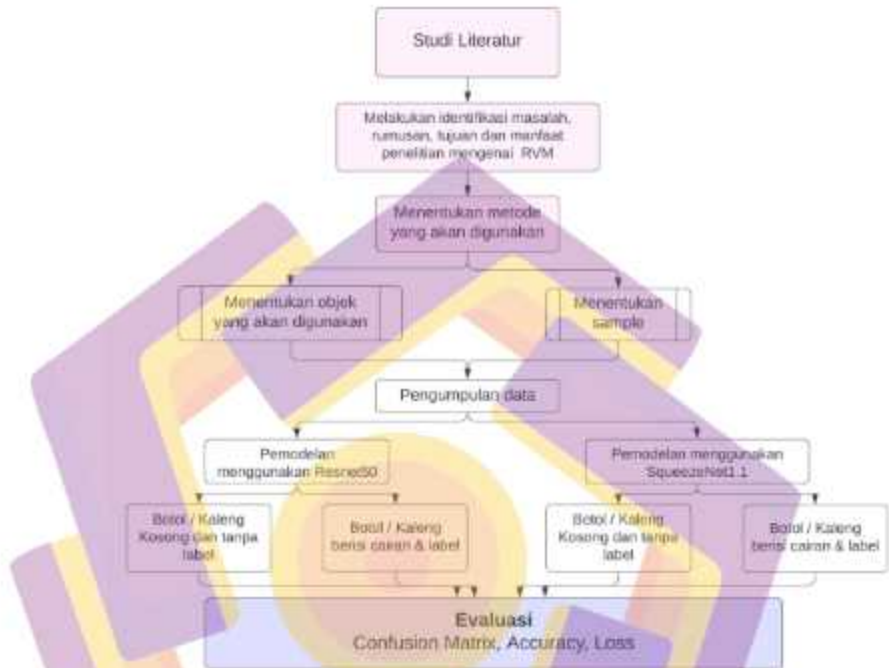 Studi Literatur
Melakukan identifikasi masalah,
rumusan, tujuan dan manfaat
penelitian mengenai RVM
Menentukan metode
yang akan digunakan
Menentukan objek
yang akan digunakan
Menentukan
sample
Pengumpulan data
Pemodelan
menggunakan Resnet50
Pemodelan menggunakan
SqueezeNet1.1
Botol / Kaleng
Kosong dan tanpa
label
Botol / Kaleng
berisi cairan & label
Botol / Kaleng
Kosong dan tanpa
label
Botol / Kaleng
berisi cairan & label
Evaluasi
Confusion Matrix, Accuracy, Loss